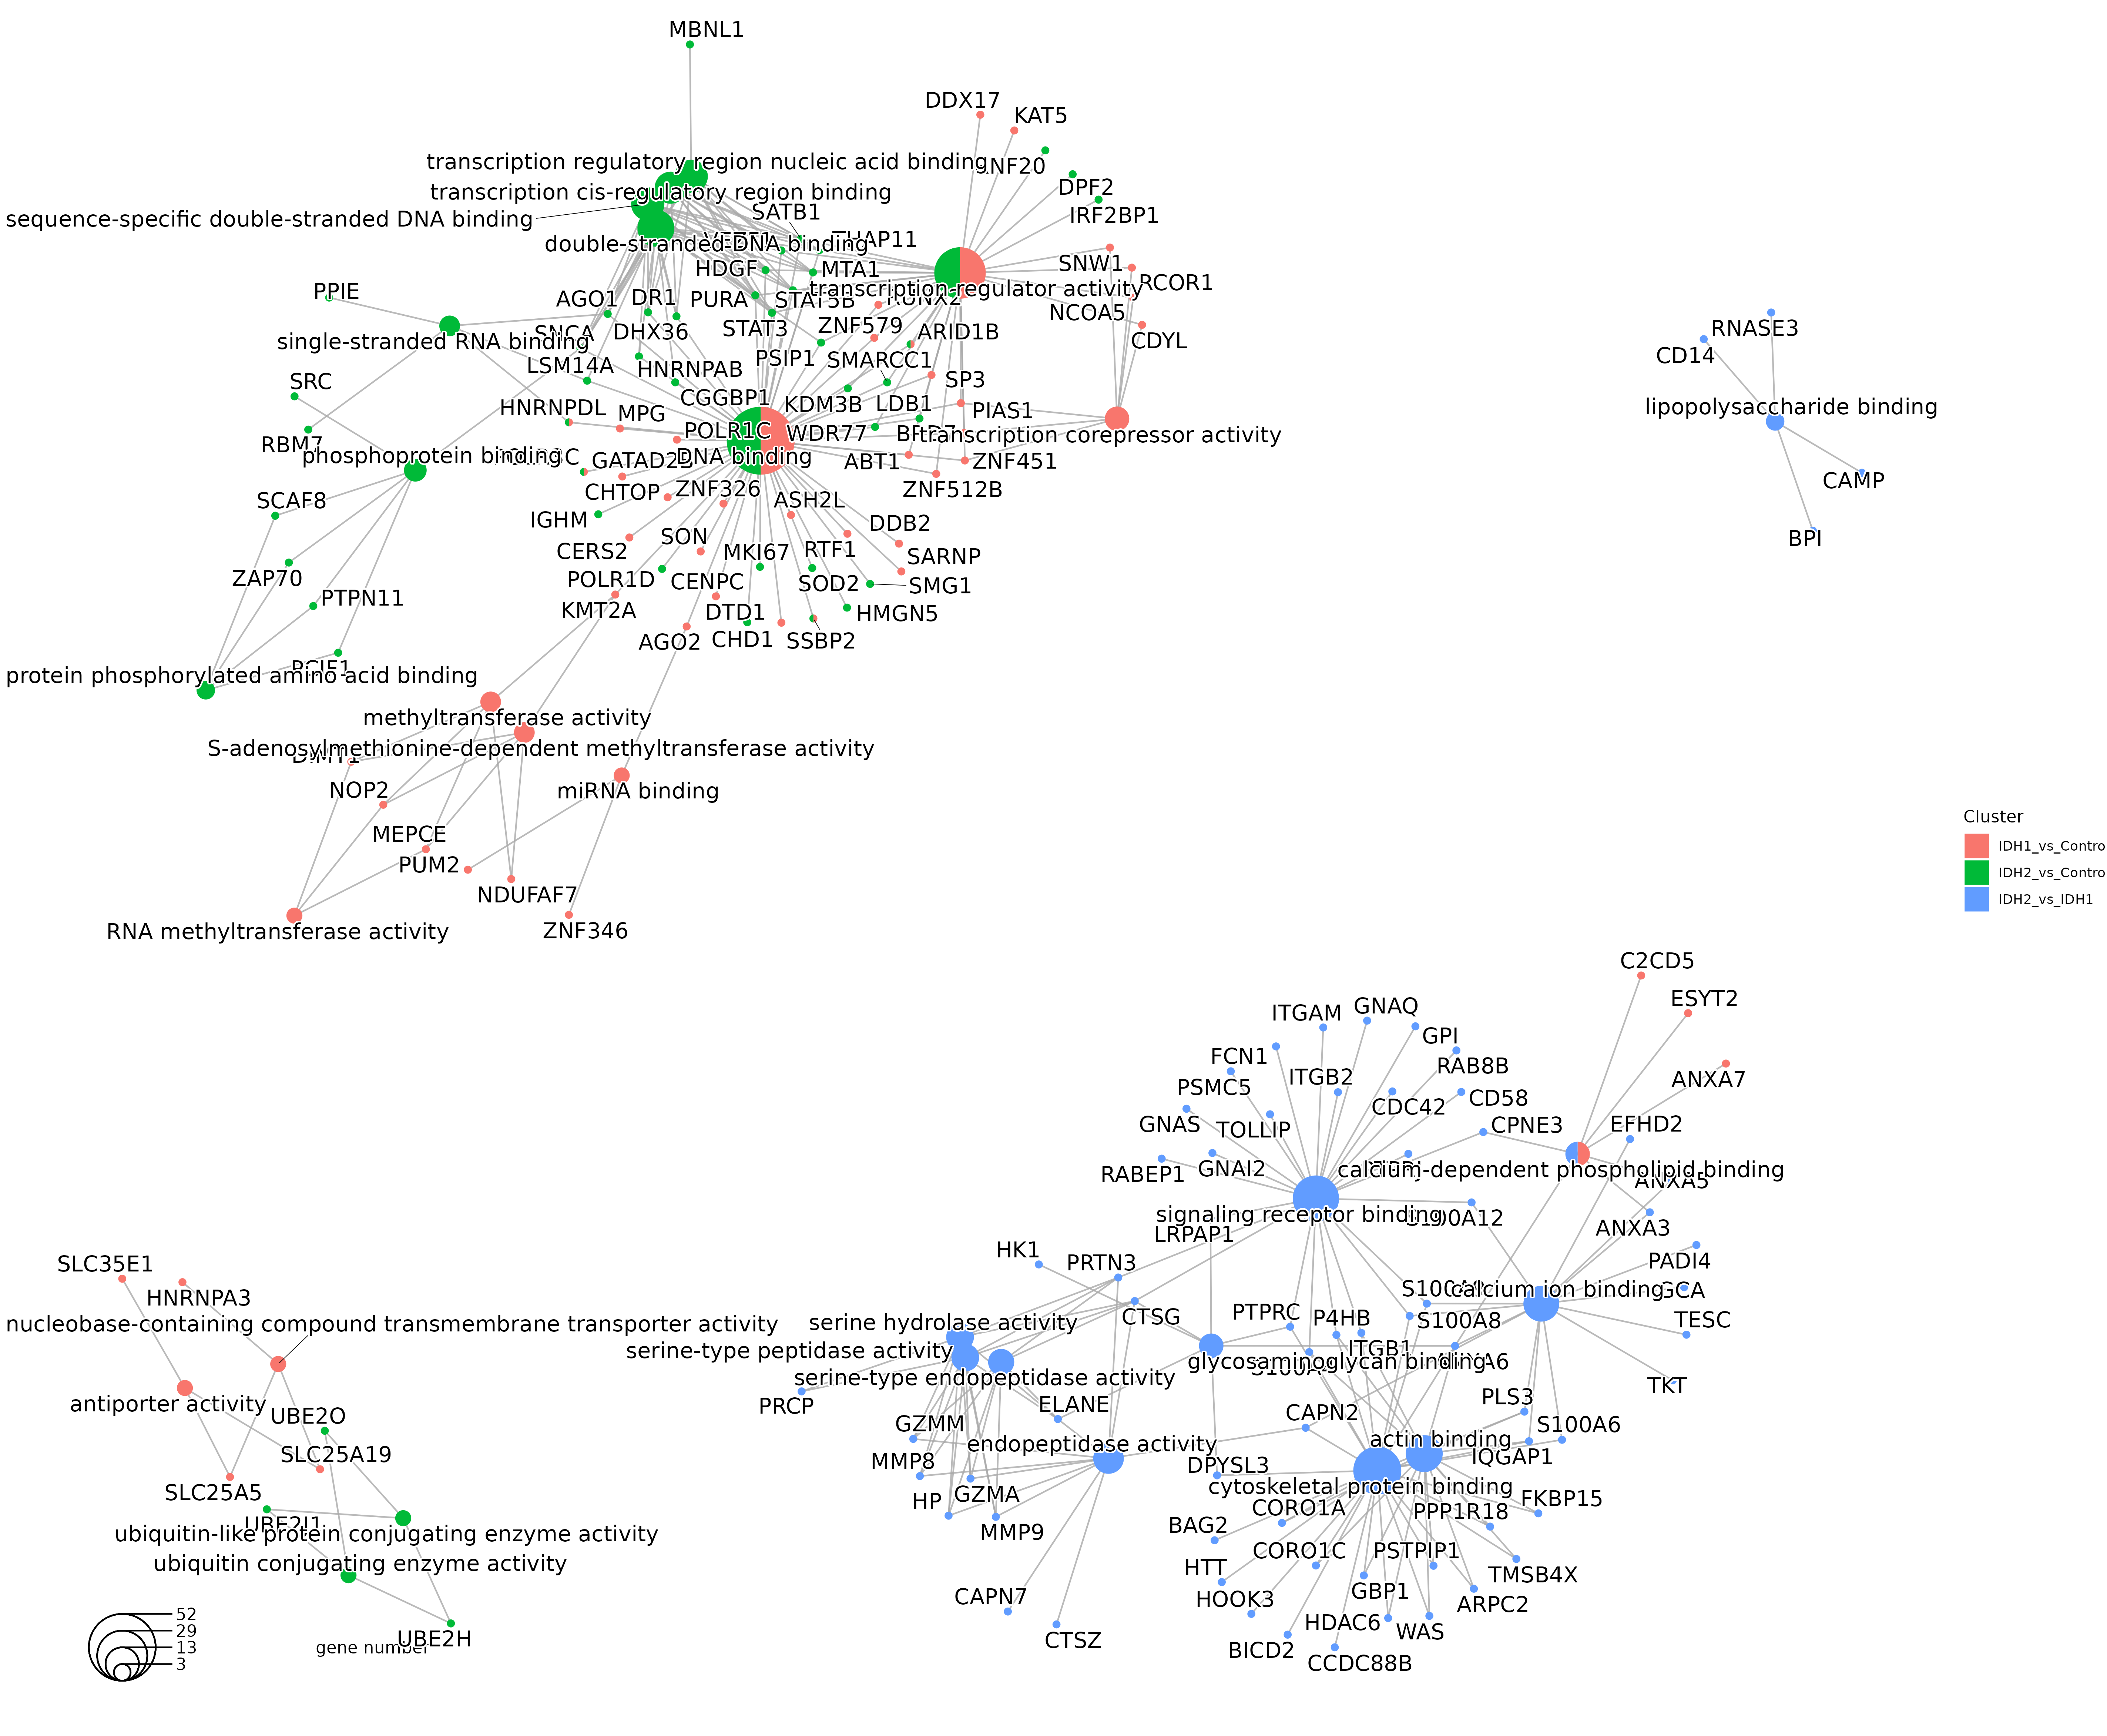 MBNL1
DDX17
KAT5
transcription regulatory region nucleic acid binding
DPF2
transcription cis-regulatory region binding
IRF2BP1
sequence-specific double-stranded DNA binding
SATB1
double-stranded DNA binding
HDGF
MTA1
SNW1
RCOR1
PPIE
AGO1
DR1
PURA
STAT5B
transcription regulator activity
NCOA5
single-stranded RNA binding
DHX36
STAT3
ZNF579
ARID1B
CDYL
RNASE3
CD14
LSM14A
HNRNPAB
PSIP1
SMARCC1
SP3
SRC
HNRNPDL
MPG
CGGBP1
KDM3B
LDB1
PIAS1
lipopolysaccharide binding
RBM7
POLR1C
WDR77
transcription corepressor activity
phosphoprotein binding
DNA binding
ABT1
ZNF451
CAMP
SCAF8
CHTOP
ZNF326
ASH2L
ZNF512B
IGHM
DDB2
BPI
CERS2
SON
MKI67
RTF1
SARNP
ZAP70
POLR1D
CENPC
SOD2
SMG1
PTPN11
KMT2A
DTD1
HMGN5
AGO2
CHD1
SSBP2
protein phosphorylated amino acid binding
methyltransferase activity
S-adenosylmethionine-dependent methyltransferase activity
NOP2
miRNA binding
MEPCE
PUM2
NDUFAF7
RNA methyltransferase activity
ZNF346
Cluster
IDH1_vs_Contro
IDH2_vs_Contro
IDH2_vs_IDH1
C2CD5
ESYT2
ITGAM
GNAQ
GPI
FCN1
RAB8B
PSMC5
ITGB2
ANXA7
CDC42
CD58
GNAS
TOLLIP
CPNE3
EFHD2
RABEP1
GNAI2
calcium-dependent phospholipid binding
ANXA5
signaling receptor binding
S100A12
ANXA3
LRPAP1
HK1
PRTN3
PADI4
SLC35E1
HNRNPA3
calcium ion binding
GCA
nucleobase-containing compound transmembrane transporter activity
serine hydrolase activity
CTSG
PTPRC
P4HB
S100A8
TESC
serine-type peptidase activity
ITGB1
glycosaminoglycan binding
serine-type endopeptidase activity
TKT
antiporter activity
PRCP
ELANE
PLS3
UBE2O
GZMM
CAPN2
S100A6
SLC25A19
endopeptidase activity
actin binding
MMP8
DPYSL3
IQGAP1
SLC25A5
HP
GZMA
cytoskeletal protein binding
FKBP15
CORO1A
PPP1R18
ubiquitin-like protein conjugating enzyme activity
MMP9
BAG2
ubiquitin conjugating enzyme activity
CORO1C
PSTPIP1
HTT
TMSB4X
CAPN7
HOOK3
GBP1
ARPC2
52
29
13
3
gene number
UBE2H
CTSZ
BICD2
HDAC6
WAS
CCDC88B